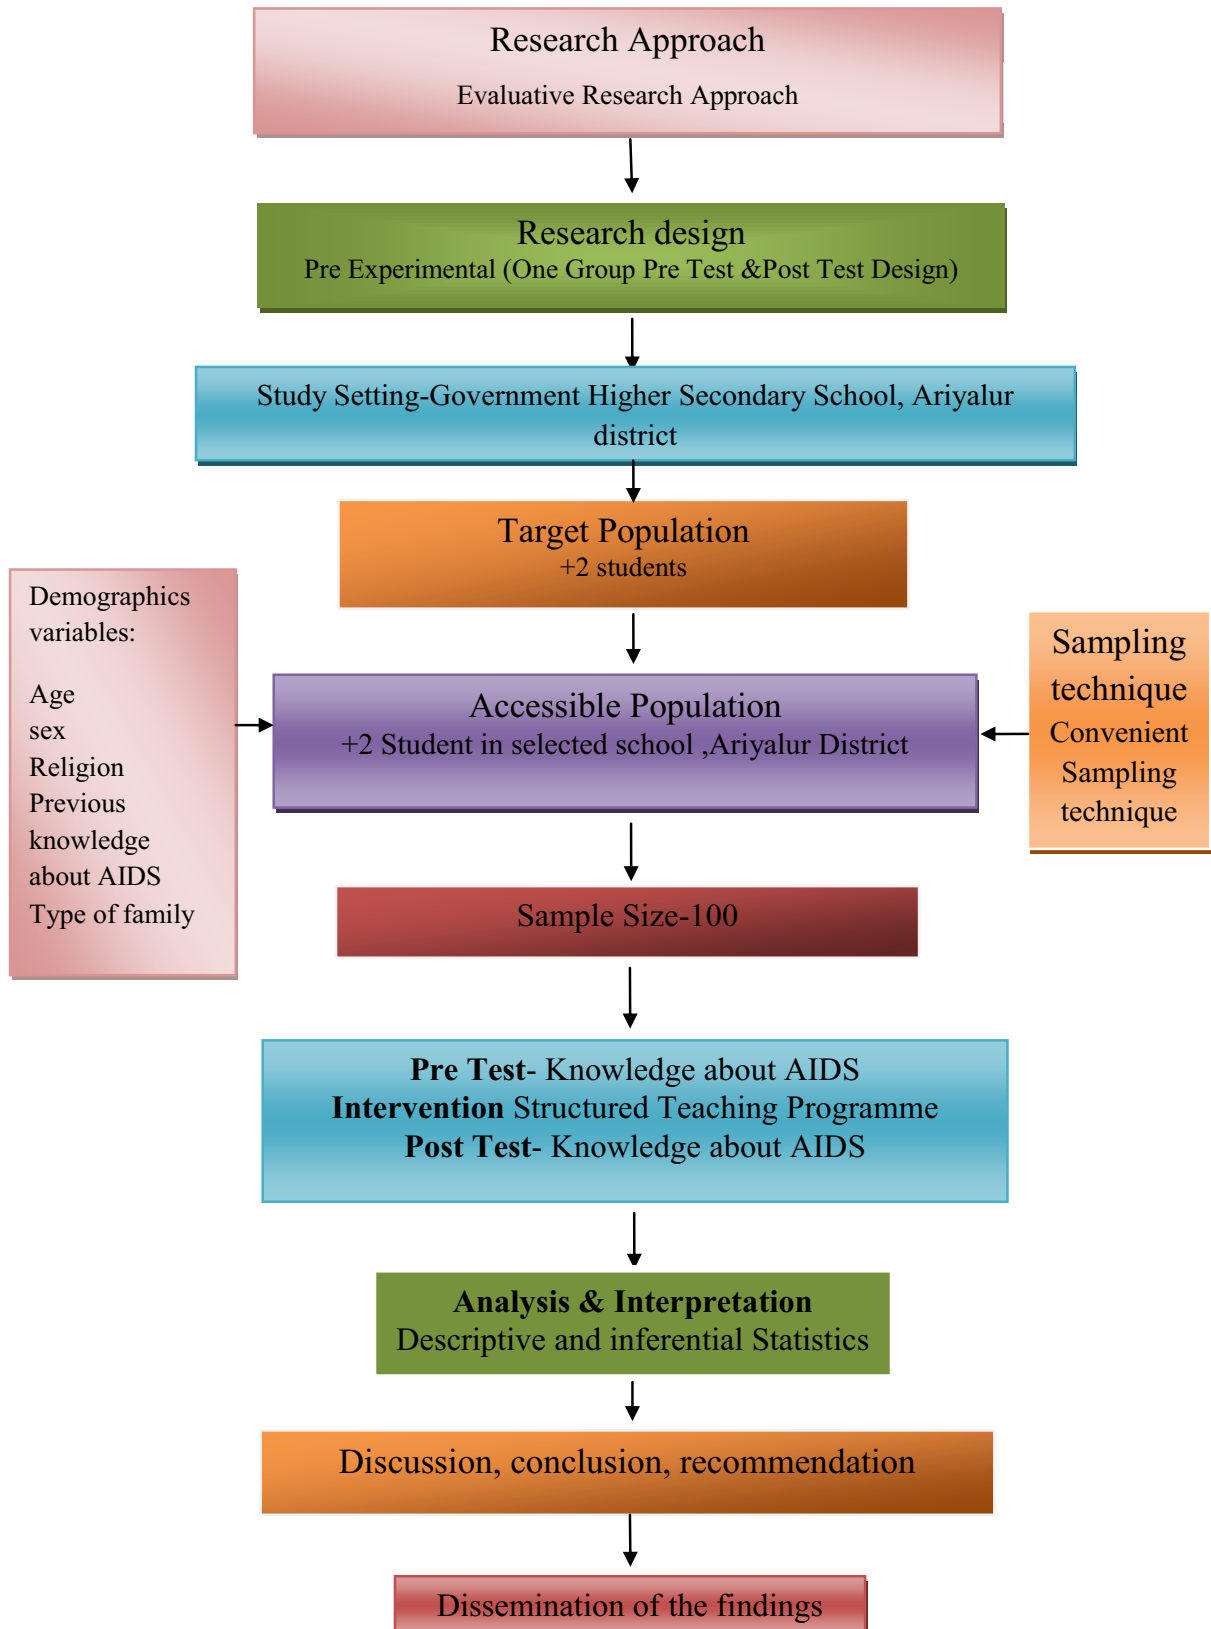 Research Approach
Evaluative Research Approach
Research design
Pre Experimental (One Group Pre Test &Post Test Design)
Study Setting-Government Higher Secondary School, Ariyalur
district
Target Population
+2 students
Demographics
variables:
Age
sex
Religion
Previous
knowledge
about AIDS
Type of family
Accessible Population
+2 Student in selected school ,Ariyalur District
Sampling
technique
Convenient
Sampling
technique
Sample Size-100
Pre Test- Knowledge about AIDS
Intervention Structured Teaching Programme
Post Test- Knowledge about AIDS
Analysis & Interpretation
Descriptive and inferential Statistics
Discussion, conclusion, recommendation
Dissemination of the findings